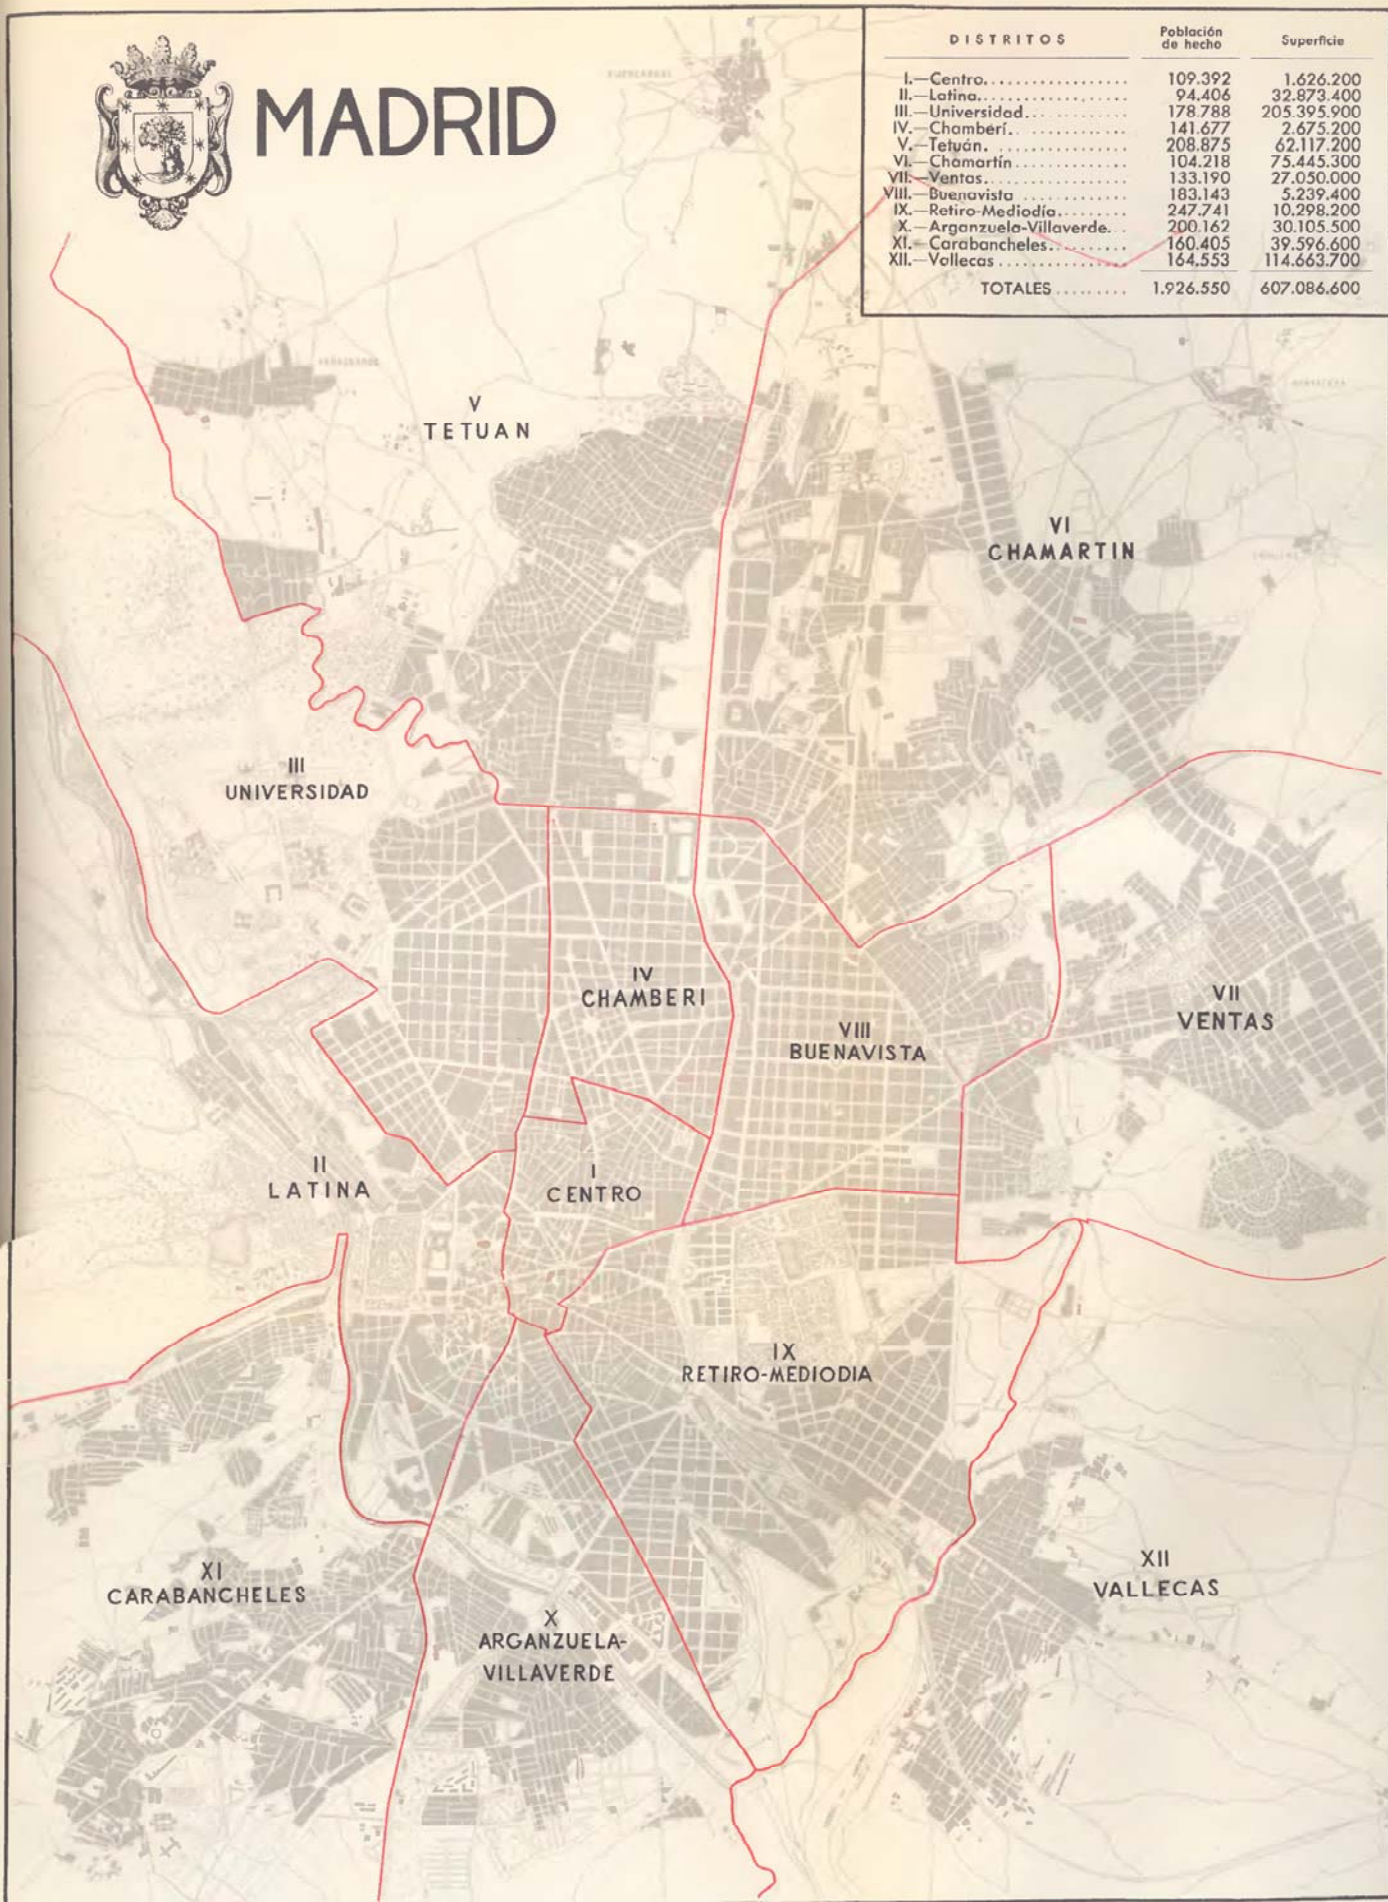 MADRID
DISTRITOS Población de hecho Superficie
I.—Centro.................. 109.392 1.626.200
II.—Latina.................. 94.406 32.873.400
III.—Universidad............. 178.788 205.395.900
IV.—Chamberí............... 141.677 2.675.200
V.—Tetuán.................. 208.875 62.117.200
VI.—Chamartín.............. 104.218 75.445.300
VII.—Ventas................. 133.190 27.050.000
VIII.—Buenavista............. 183.143 5.239.400
IX.—Retiro-Mediodía......... 247.741 10.298.200
X.—Arganzuela-Villaverde... 200.162 30.105.500
XI.—Carabancheles.......... 160.405 39.596.600
XII.—Vallecas................ 164.553 114.663.700
TOTALES......... 1.926.550 607.086.600
V
TETUAN
VI
CHAMARTIN
III
UNIVERSIDAD
IV
CHAMBERI
VII
VENTAS
VIII
BUENAVISTA
II
LATINA
I
CENTRO
IX
RETIRO-MEDIODIA
XI
CARABANCHELES
XII
VALLECAS
X
ARGANZUELA-
VILLAVERDE